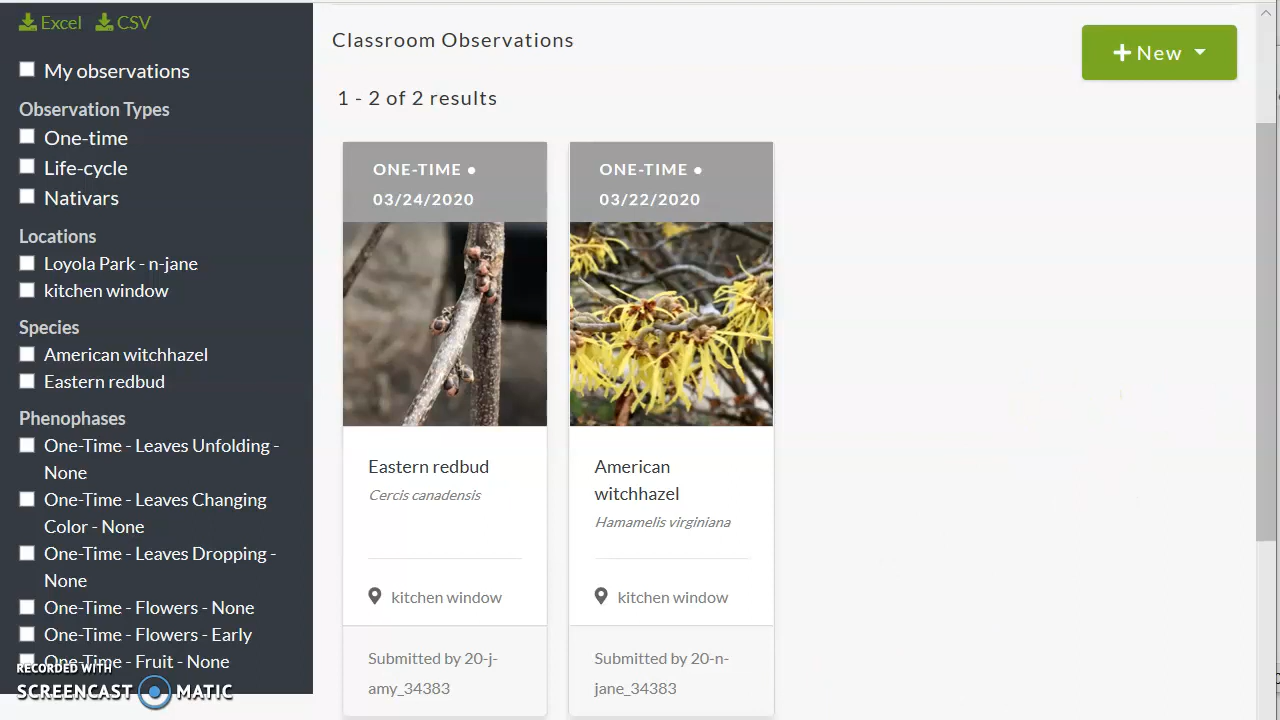 Excel CSV
My observations
Observation Types
One-time
Life-cycle
Nativars
Locations
Loyola Park - n-jane
kitchen window
Species
American witchhazel
Eastern redbud
Phenophases
One-Time - Leaves Unfolding -
None
One-Time - Leaves Changing
Color - None
One-Time - Leaves Dropping -
None
One-Time - Flowers - None
One-Time - Flowers - Early
One-Time - Fruit - None
RECORDED WITH
SCREENCAST MATIC
Classroom Observations
New
1 - 2 of 2 results
ONE-TIME ●
03/24/2020
Eastern redbud
Cercis canadensis
kitchen window
Submitted by 20-j-
amy_34383
ONE-TIME ●
03/22/2020
American
witchhazel
Hamamelis virginiana
kitchen window
Submitted by 20-n-
jane_34383